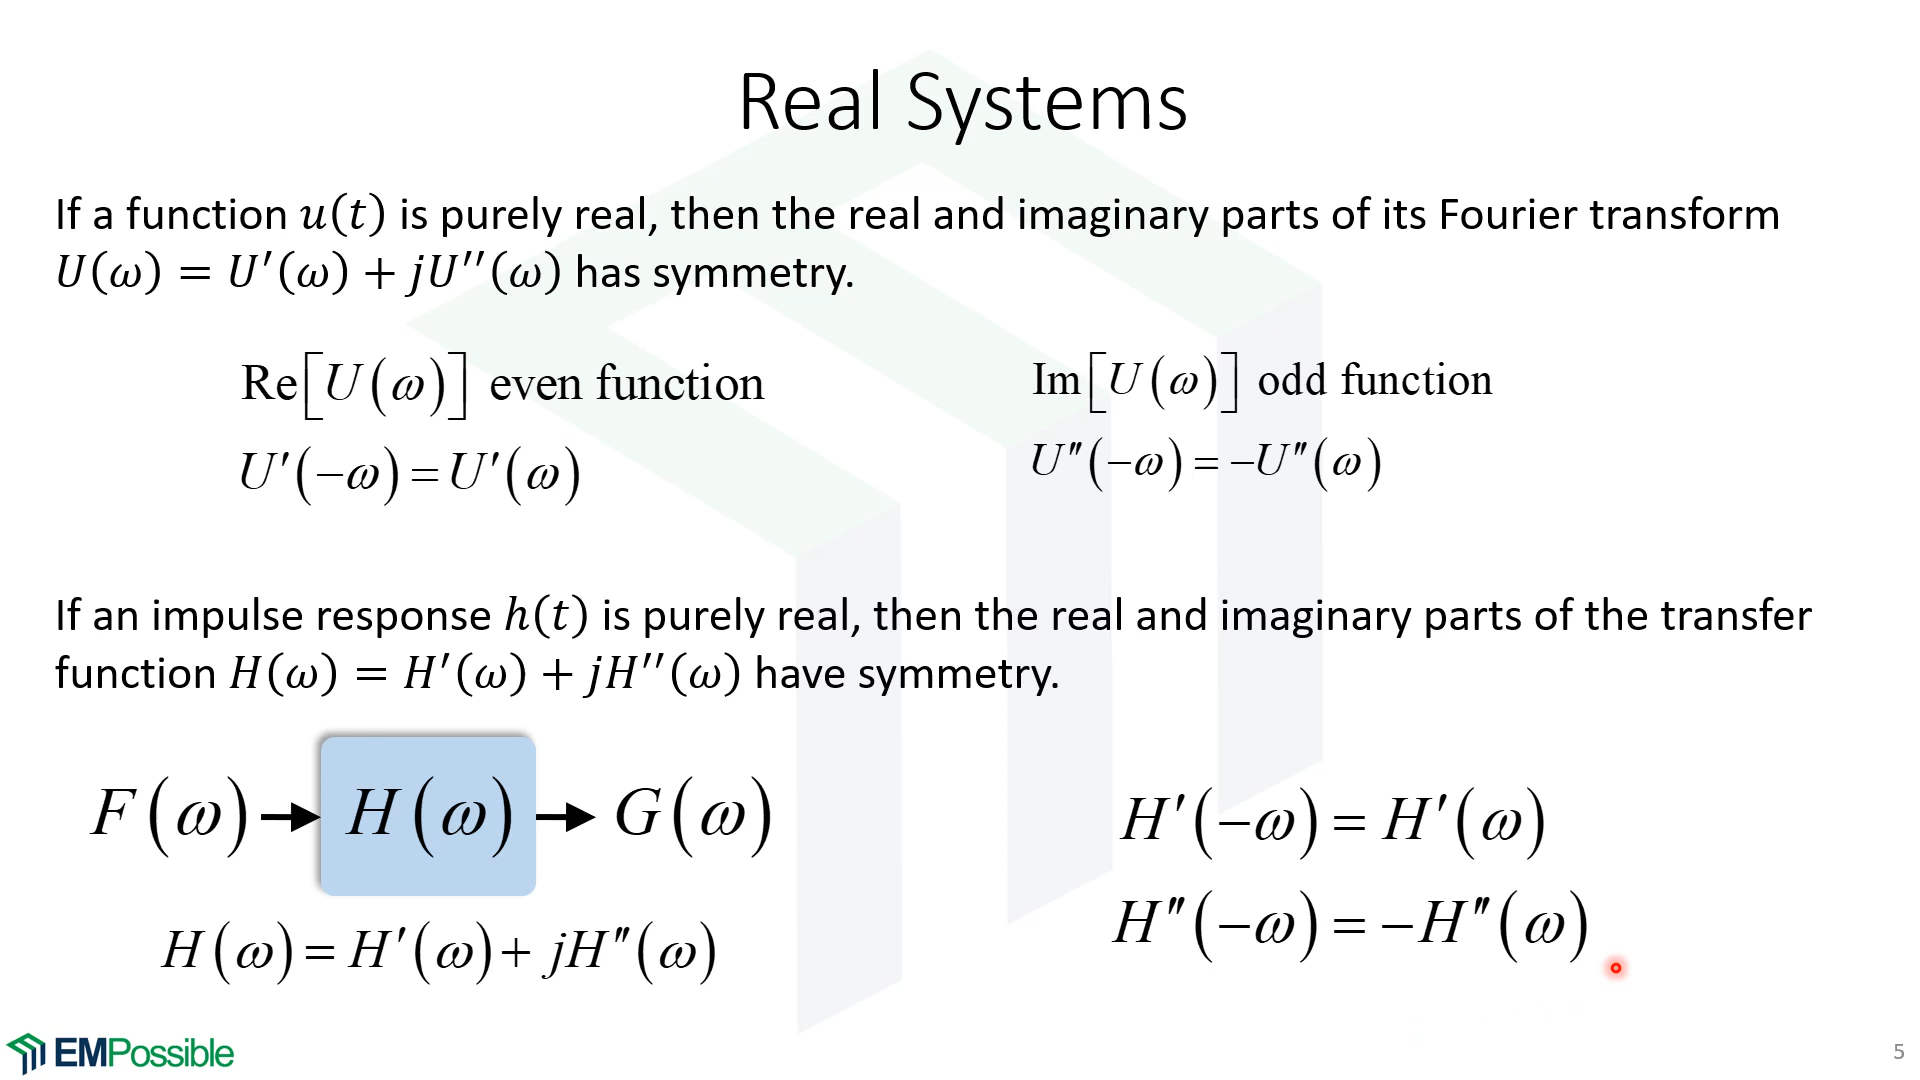 Real Systems
If a function u(t) is purely real, then the real and imaginary parts of its Fourier transform
U(ω) = U′(ω) + jU′′(ω) has symmetry.
Re[U(ω)] even function
U′(−ω) = U′(ω)
Im[U(ω)] odd function
U″(−ω) = −U″(ω)
If an impulse response h(t) is purely real, then the real and imaginary parts of the transfer
function H(ω) = H′(ω) + jH′′(ω) have symmetry.
F(ω) → H(ω) → G(ω)
H(ω) = H′(ω) + jH″(ω)
H′(−ω) = H′(ω)
H″(−ω) = −H″(ω)
EMPossible
5